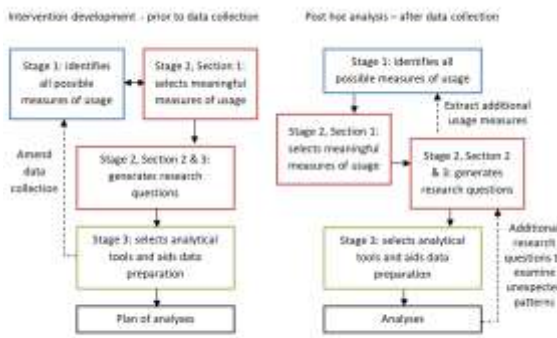 Intervention development - prior to data collection
Stage 1: identifies
all possible
measures of usage
Stage 2, Section 1:
selects meaningful
measures of usage
Amend
data
collection
Stage 2, Section 2 & 3:
generates research
questions
Stage 3: selects analytical
tools and aids data
preparation
Plan of analyses
Post hoc analysis – after data collection
Stage 1: identifies all
possible measures of usage
Extract additional
usage measures
Stage 2, Section 1:
selects meaningful
measures of usage
Stage 2, Section 2
& 3: generates
research questions
Stage 3: selects analytical
tools and aids data
preparation
Additional
research
questions t
examine
unexpected
patterns
Analyses